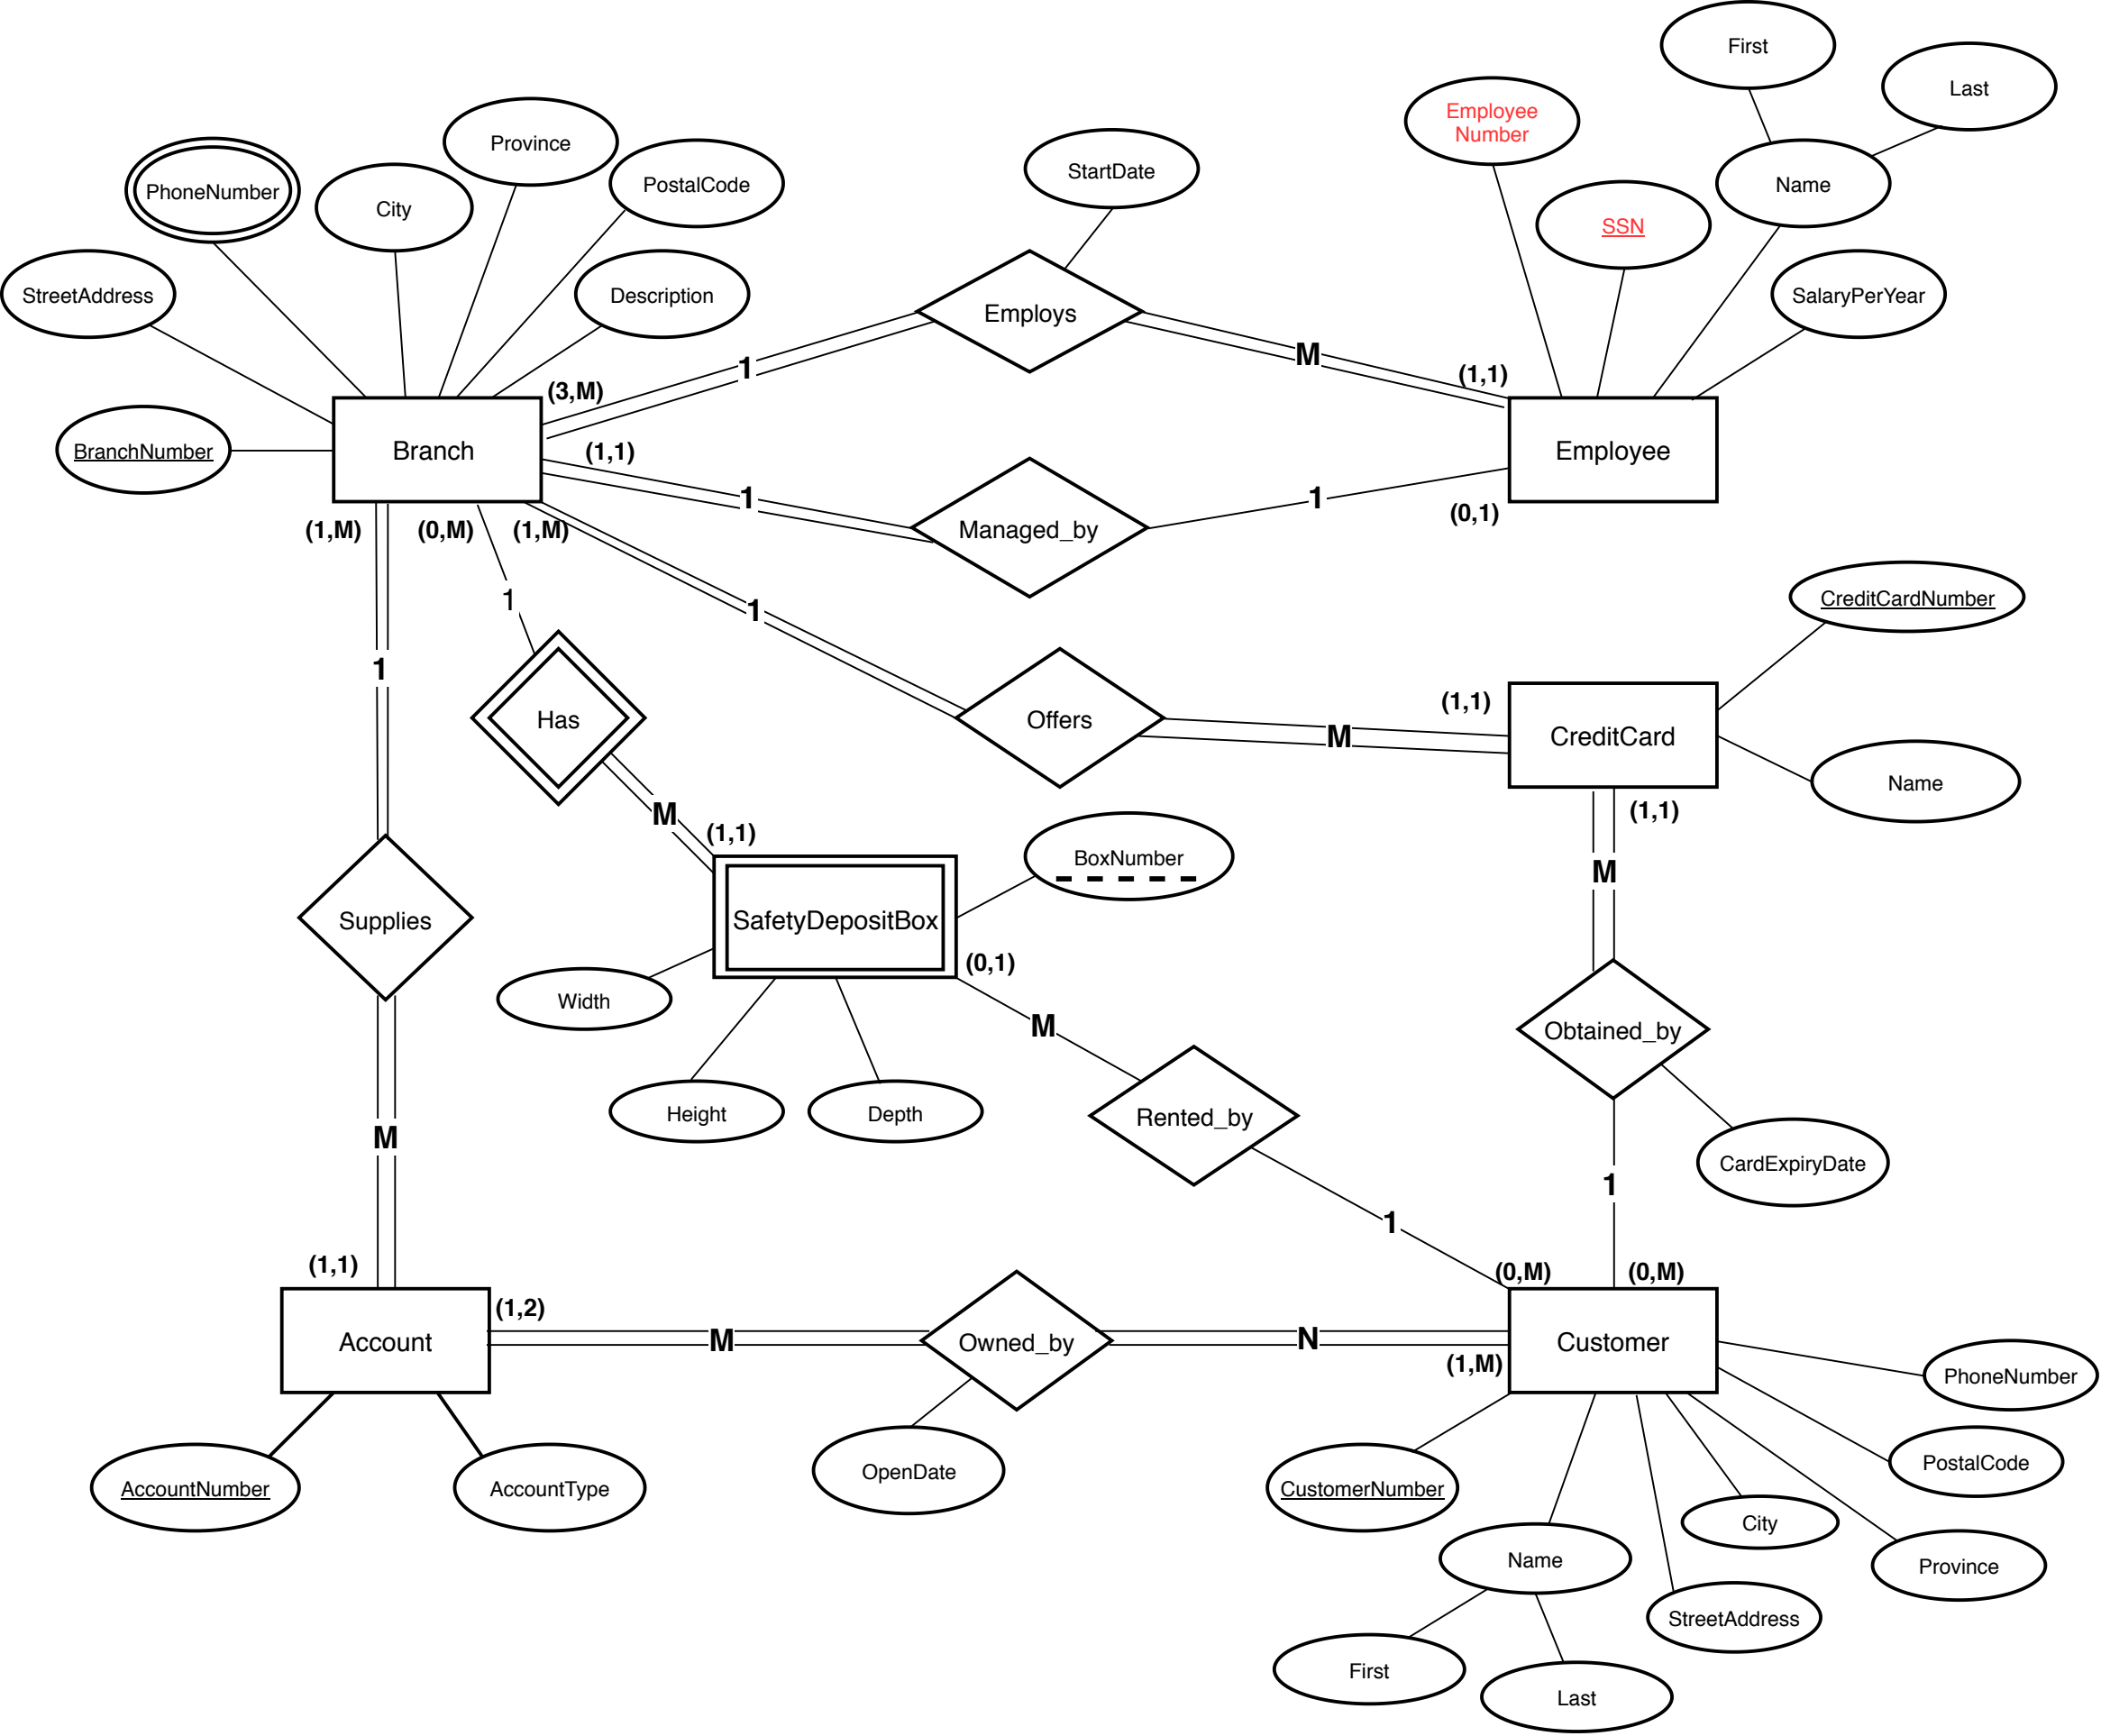 First
Last
Employee
Number
Province
PhoneNumber
City
PostalCode
StartDate
Name
SSN
StreetAddress
Description
SalaryPerYear
Employs
1
M
(3,M)
(1,1)
BranchNumber
Branch
(1,1)
Employee
1
1
(1,M)
(0,M)
(1,M)
Managed_by
(0,1)
1
1
CreditCardNumber
1
Has
Offers
(1,1)
M
CreditCard
Name
M
(1,1)
(1,1)
BoxNumber
M
Supplies
SafetyDepositBox
(0,1)
Width
M
Obtained_by
Height
Depth
Rented_by
M
CardExpiryDate
1
1
(1,1)
(0,M)
(0,M)
(1,2)
Account
M
Owned_by
N
(1,M)
Customer
PhoneNumber
AccountNumber
AccountType
OpenDate
CustomerNumber
PostalCode
City
Name
Province
StreetAddress
First
Last